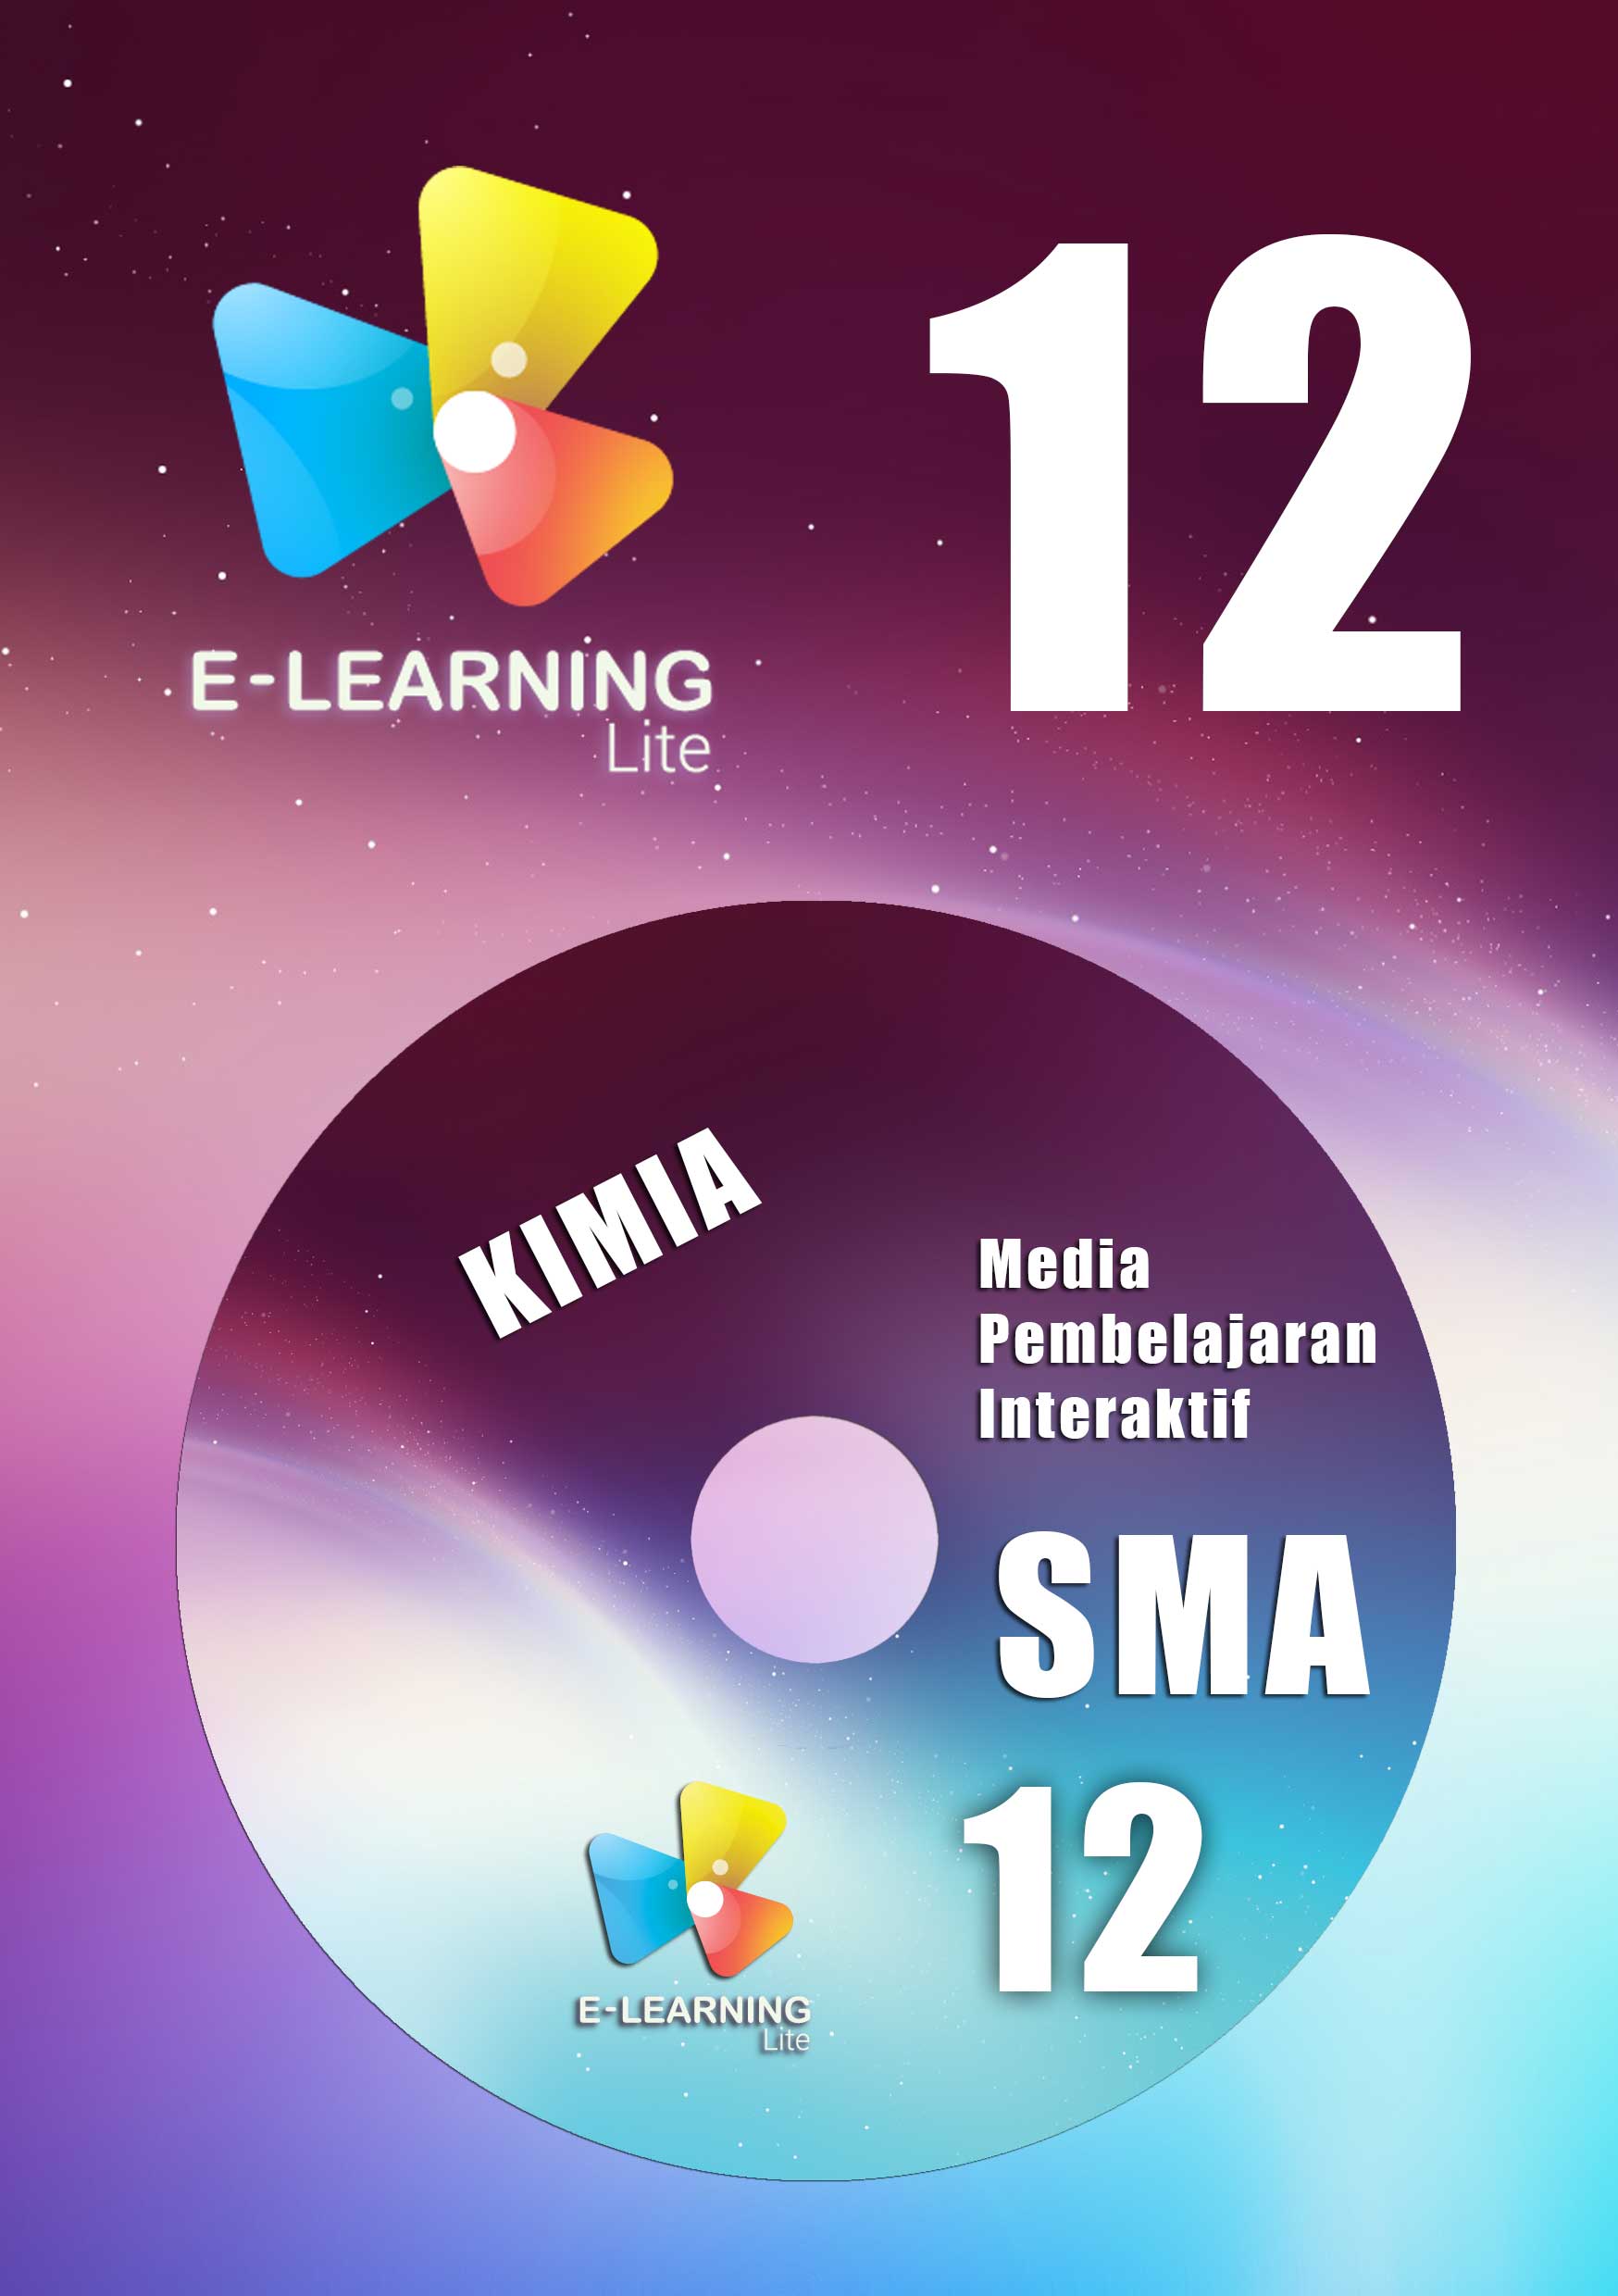 E-LEARNING
Lite
12
KIMIA
Media
Pembelajaran
Interaktif
SMA
12
E-LEARNING
Lite